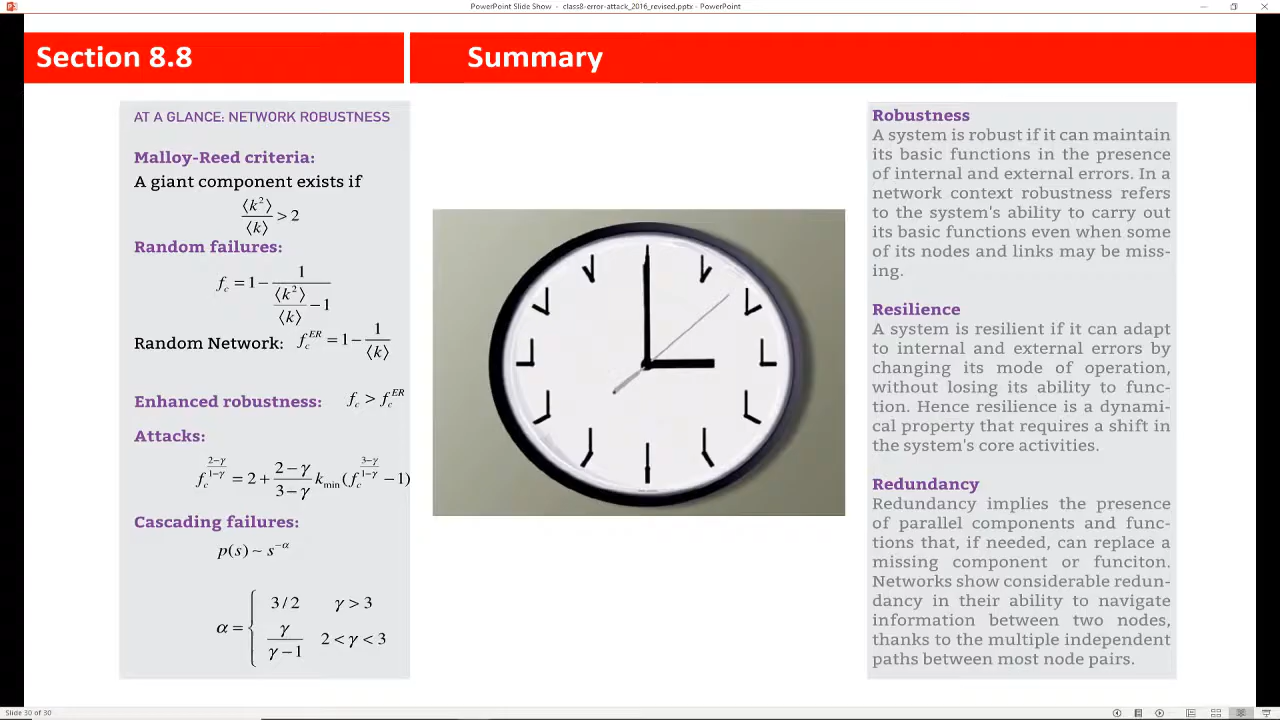 PowerPoint Slide Show - class8-error-attack_2016_revised.pptx - PowerPoint
Section 8.8
Summary
AT A GLANCE: NETWORK ROBUSTNESS
Malloy-Reed criteria:
A giant component exists if
⟨k²⟩/⟨k⟩ > 2
Random failures:
f_c = 1 − 1/(⟨k²⟩/⟨k⟩ − 1)
Random Network: f_c^{ER} = 1 − 1/⟨k⟩
Enhanced robustness: f_c > f_c^{ER}
Attacks:
f_c^{(2−γ)/(1−γ)} = 2 + (2−γ)/(3−γ) k_min (f_c^{(3−γ)/(1−γ)} − 1)
Cascading failures:
p(s) ~ s^{−α}
α = { 3/2 γ > 3
γ/(γ−1) 2 < γ < 3
Robustness
A system is robust if it can maintain
its basic functions in the presence
of internal and external errors. In a
network context robustness refers
to the system's ability to carry out
its basic functions even when some
of its nodes and links may be miss-
ing.
Resilience
A system is resilient if it can adapt
to internal and external errors by
changing its mode of operation,
without losing its ability to func-
tion. Hence resilience is a dynami-
cal property that requires a shift in
the system's core activities.
Redundancy
Redundancy implies the presence
of parallel components and func-
tions that, if needed, can replace a
missing component or funciton.
Networks show considerable redun-
dancy in their ability to navigate
information between two nodes,
thanks to the multiple independent
paths between most node pairs.
Slide 30 of 30